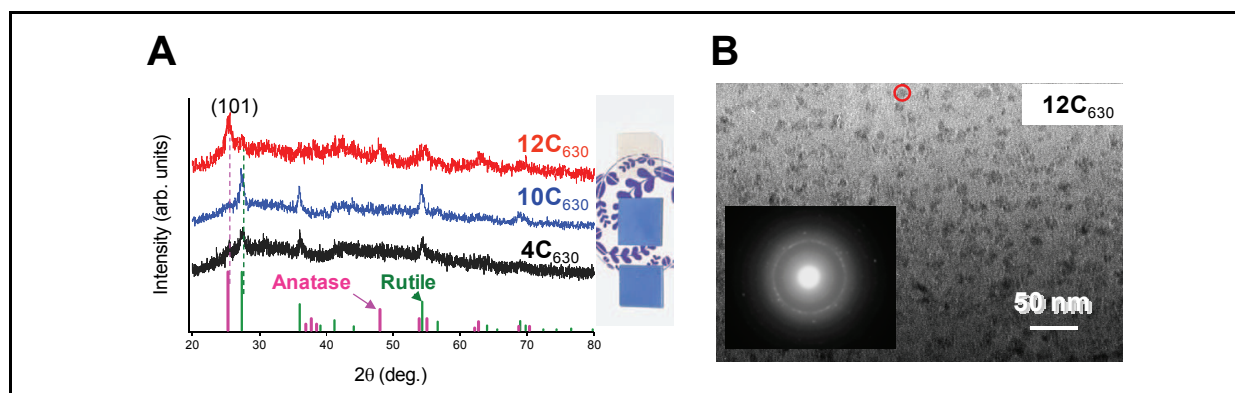 A
B
(101)
12C630
10C630
4C630
Anatase
Rutile
Intensity (arb. units)
20 30 40 50 60 70 80
2θ (deg.)
12C630
50 nm